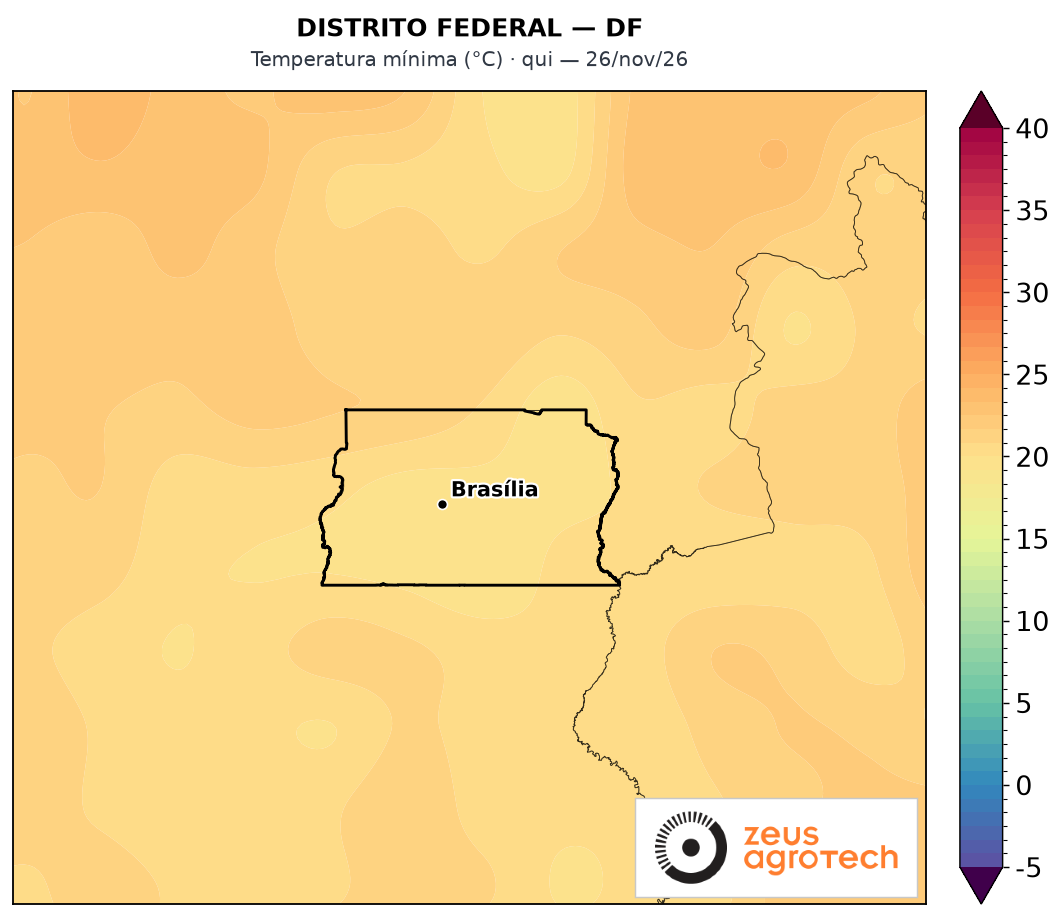 DISTRITO FEDERAL — DF
Temperatura mínima (°C) · qui — 26/nov/26
40
35
30
25
20
15
10
5
0
-5
Brasília
zeus
agrotech